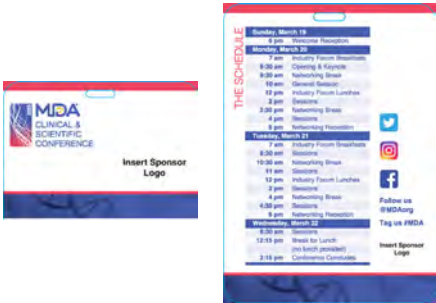 MDA
CLINICAL &
SCIENTIFIC
CONFERENCE
Insert Sponsor
Logo
THE SCHEDULE
Sunday, March 19
6 pm Welcome Reception
Monday, March 20
7 am Industry Forum Breakfasts
8:30 am Opening & Keynote
9:30 am Networking Break
10 am General Session
12 pm Industry Forum Lunches
2 pm Sessions
3:30 pm Networking Break
4 pm Sessions
6 pm Networking Reception
Tuesday, March 21
7 am Industry Forum Breakfasts
8:30 am Sessions
10:30 am Networking Break
11 am Sessions
12 pm Industry Forum Lunches
2 pm Sessions
4 pm Networking Break
4:30 pm Sessions
6 pm Networking Reception
Wednesday, March 22
8:30 am Sessions
12:15 pm Break for Lunch
(no lunch provided)
3:15 pm Conference Concludes
Follow us
@MDAorg
Tag us #MDA
Insert Sponsor
Logo